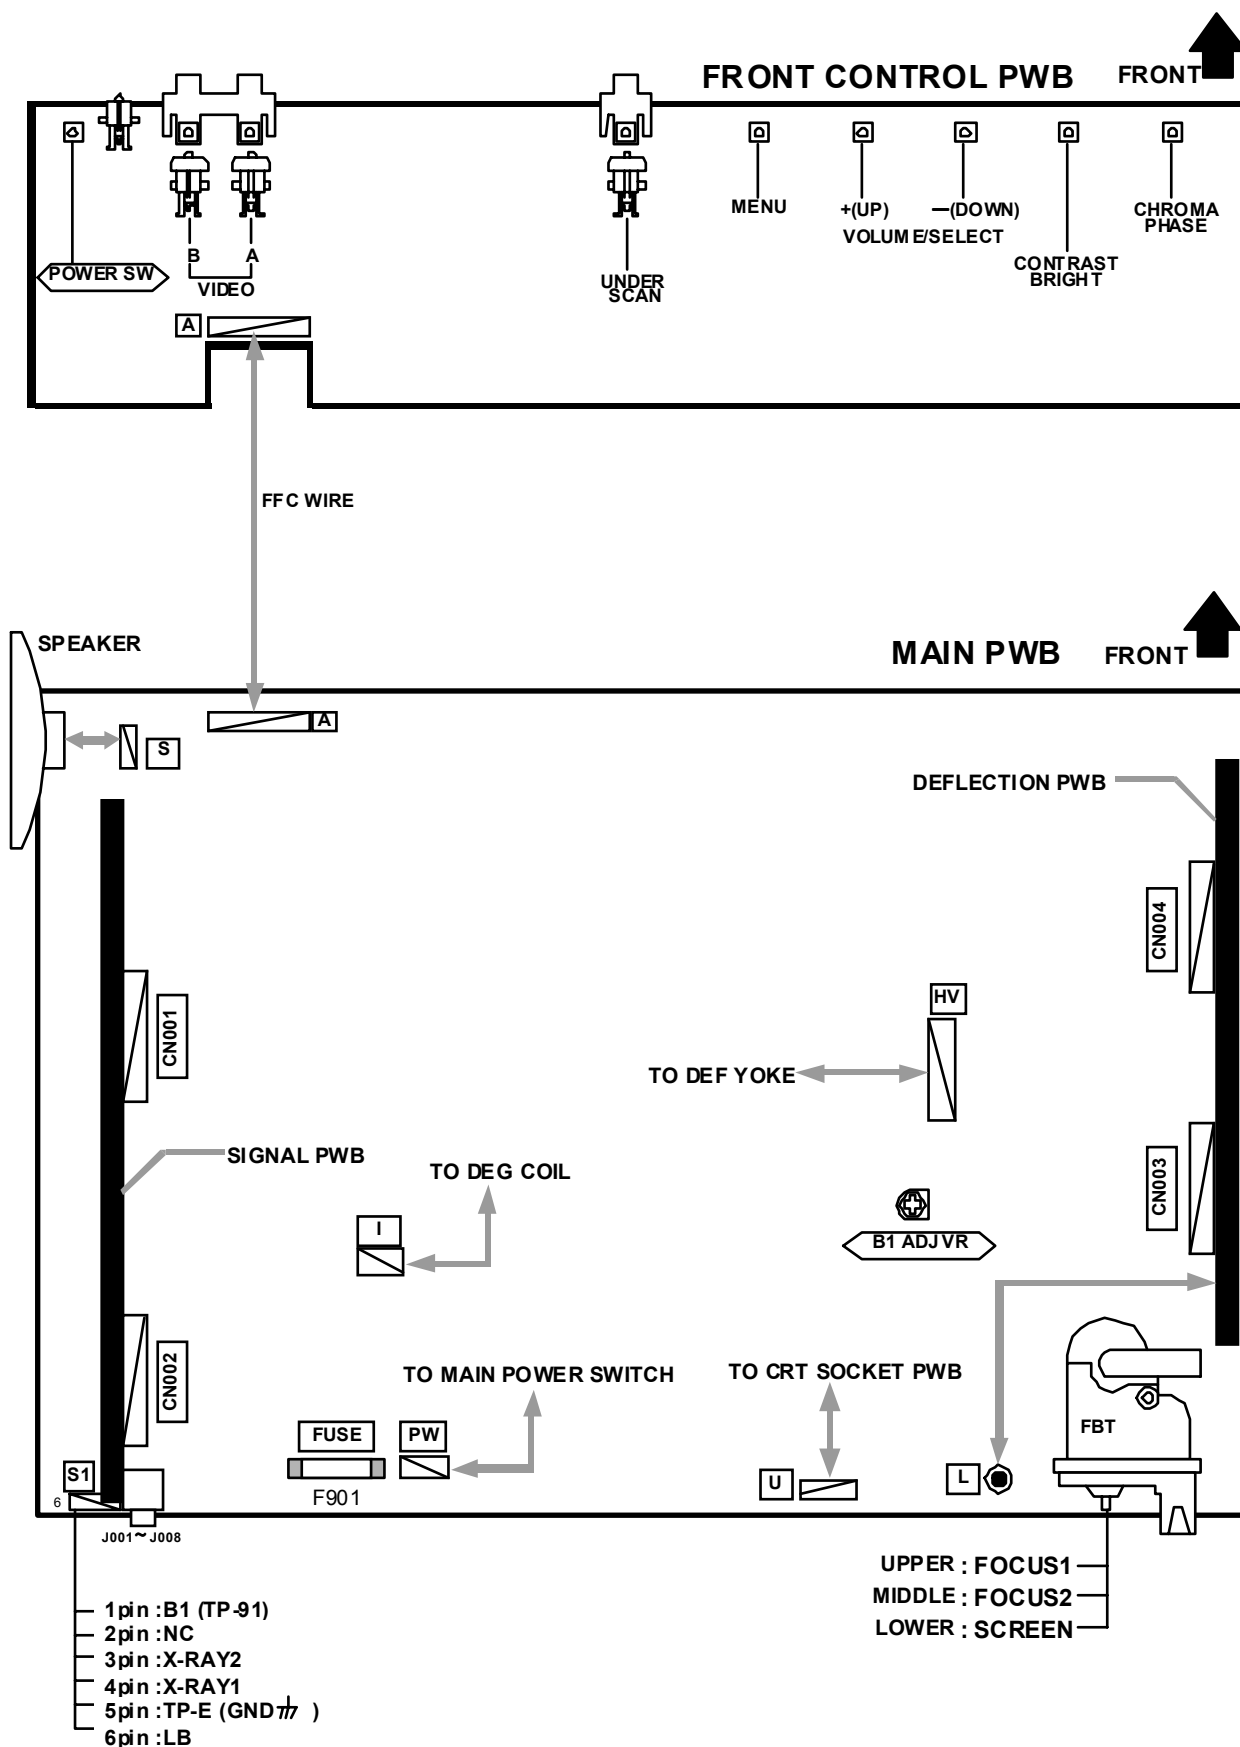 FRONT CONTROL PWB
FRONT
MENU
+(UP)
—(DOWN)
VOLUME/SELECT
CHROMA
PHASE
CONTRAST
BRIGHT
B
A
VIDEO
POWER SW
UNDER
SCAN
A
FFC WIRE
SPEAKER
MAIN PWB
FRONT
A
S
DEFLECTION PWB
CN004
CN001
HV
TO DEF YOKE
SIGNAL PWB
TO DEG COIL
CN003
I
B1 ADJ VR
CN002
TO MAIN POWER SWITCH
TO CRT SOCKET PWB
FBT
FUSE
PW
S1
U
L
6
F901
J001~J008
UPPER : FOCUS1
MIDDLE : FOCUS2
LOWER : SCREEN
1pin :B1 (TP-91)
2pin :NC
3pin :X-RAY2
4pin :X-RAY1
5pin :TP-E (GND )
6pin :LB